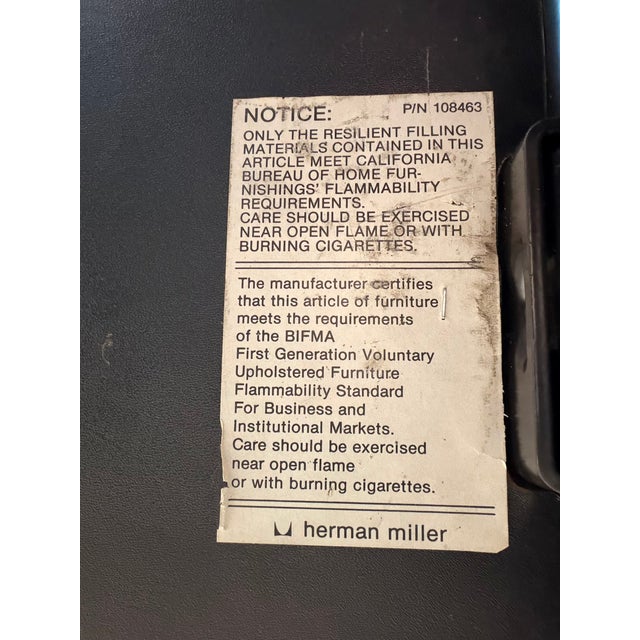 NOTICE: P/N 108463
ONLY THE RESILIENT FILLING
MATERIALS CONTAINED IN THIS
ARTICLE MEET CALIFORNIA
BUREAU OF HOME FUR-
NISHINGS' FLAMMABILITY
REQUIREMENTS.
CARE SHOULD BE EXERCISED
NEAR OPEN FLAME OR WITH
BURNING CIGARETTES.
The manufacturer certifies
that this article of furniture
meets the requirements
of the BIFMA
First Generation Voluntary
Upholstered Furniture
Flammability Standard
For Business and
Institutional Markets.
Care should be exercised
near open flame
or with burning cigarettes.
herman miller